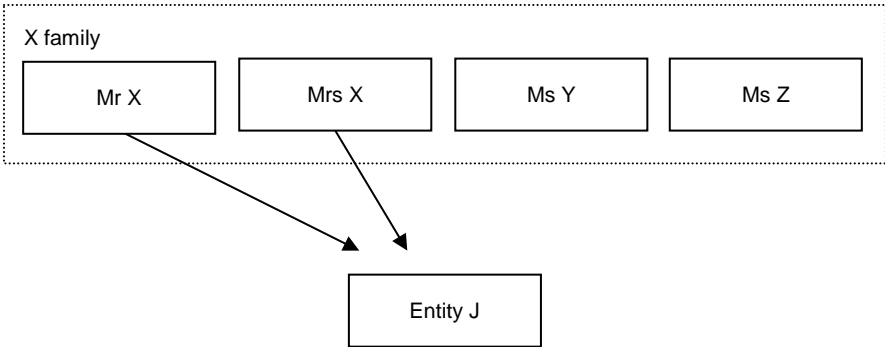 X family
Mr X
Mrs X
Ms Y
Ms Z
Entity J